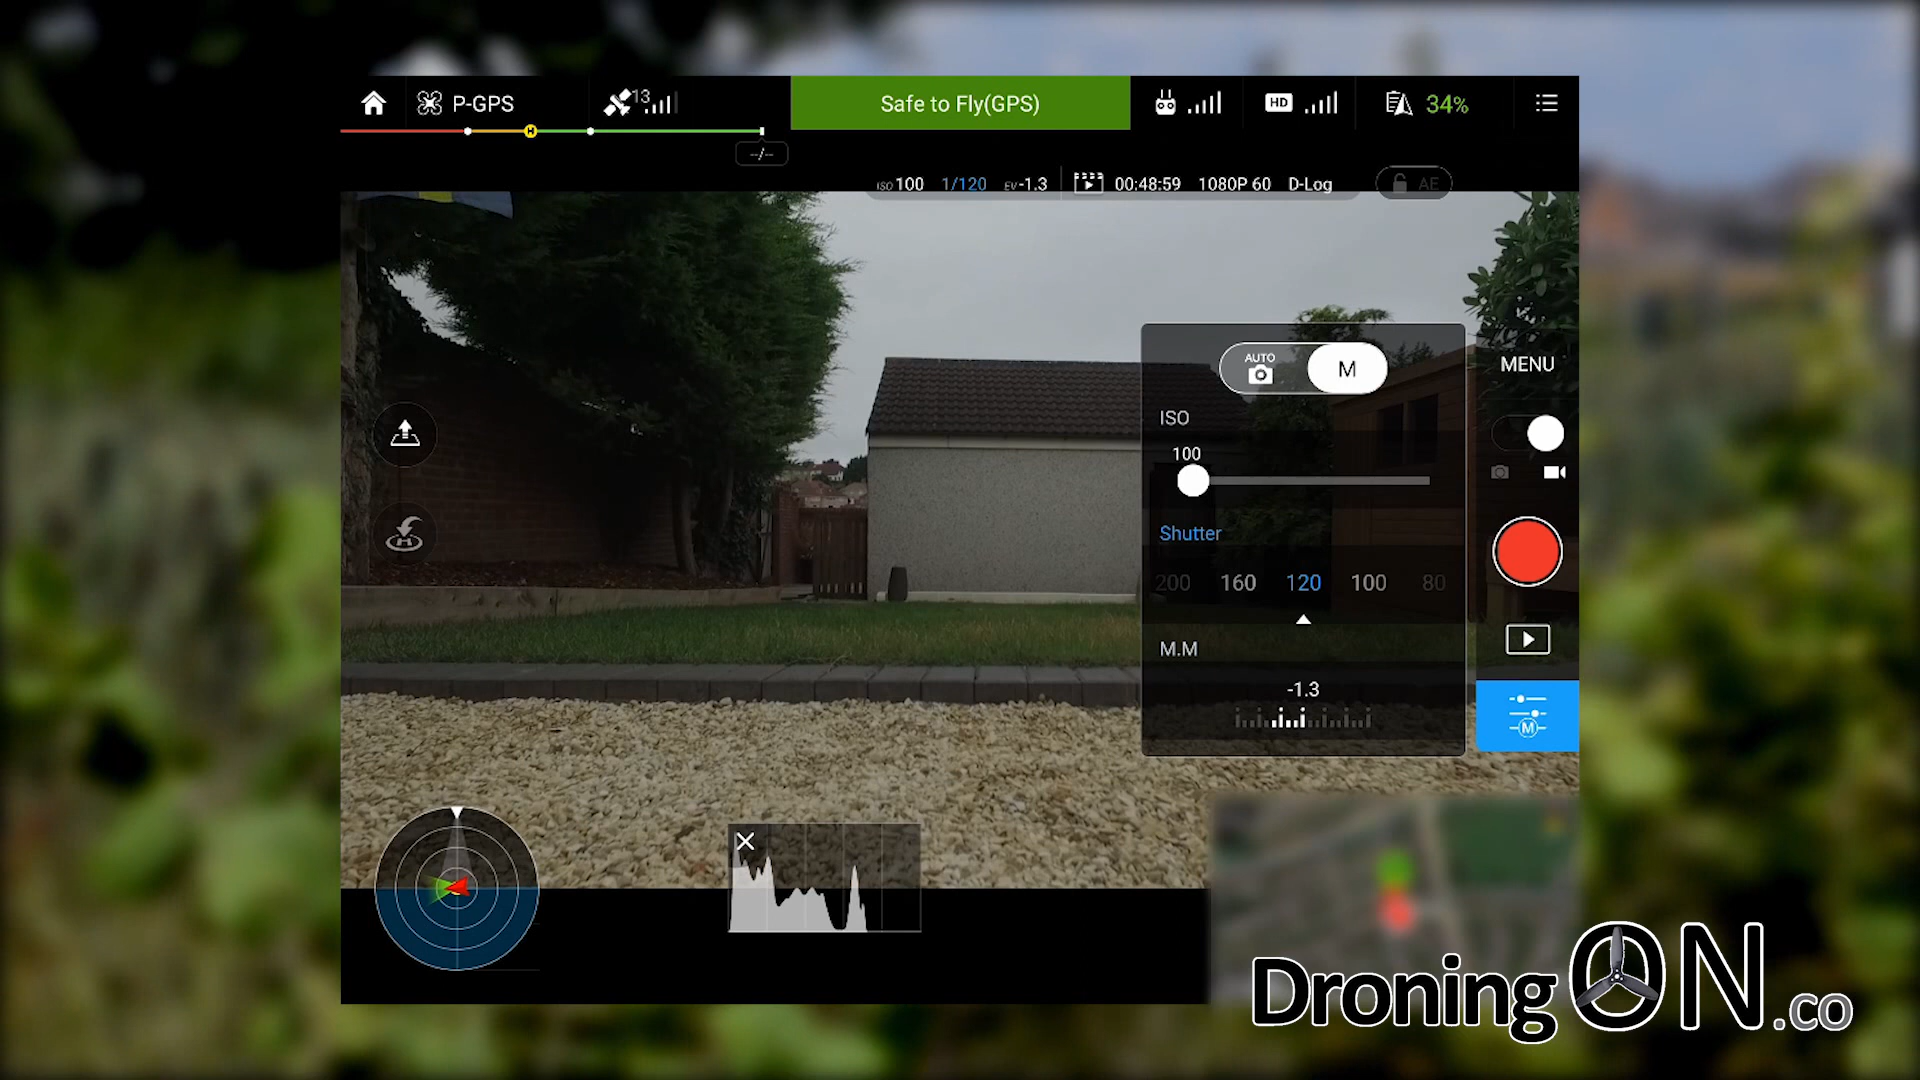 P-GPS
13
Safe to Fly(GPS)
HD
34%
H
--/--
ISO 100 1/120 EV -1.3 00:48:59 1080P 60 D-Log
AE
AUTO
M
MENU
ISO
100
Shutter
200 160 120 100 80
M.M
-1.3
M
H
DroningON.co